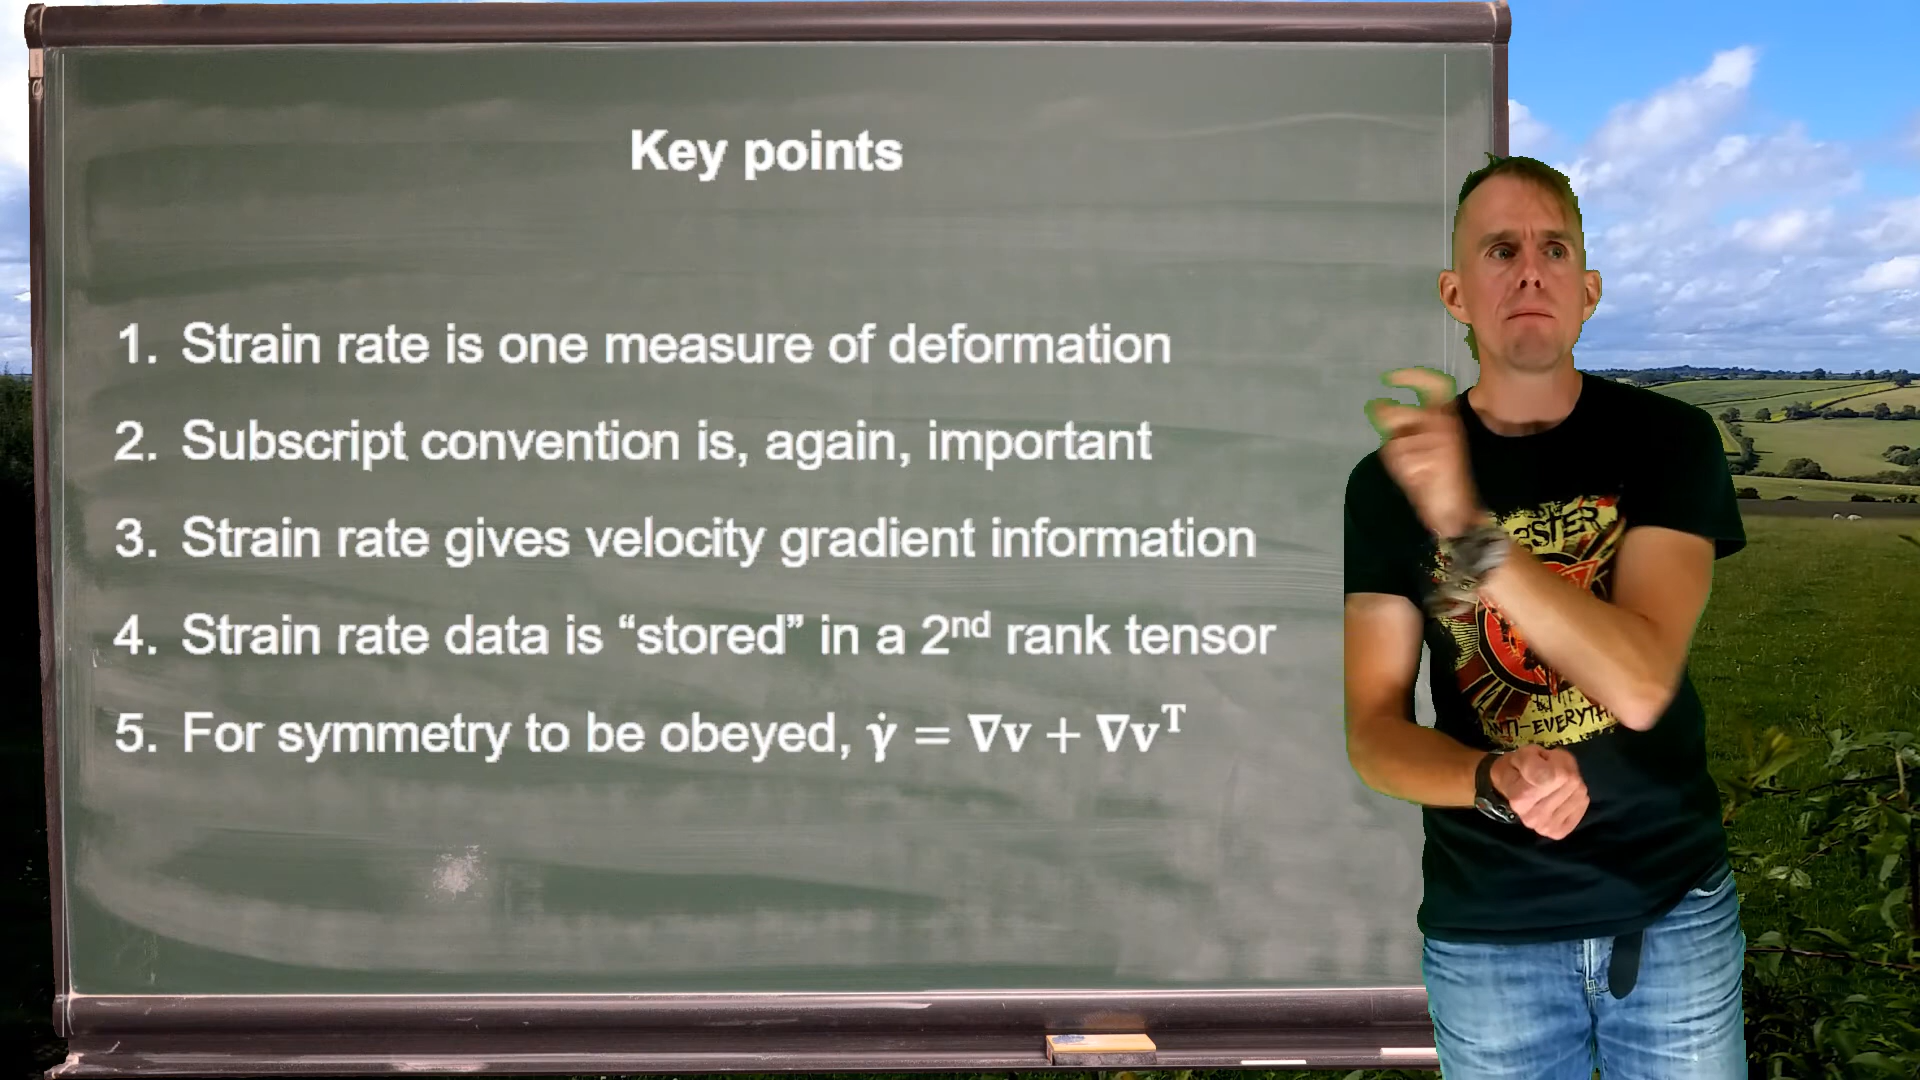 Key points
1. Strain rate is one measure of deformation
2. Subscript convention is, again, important
3. Strain rate gives velocity gradient information
4. Strain rate data is “stored” in a 2nd rank tensor
5. For symmetry to be obeyed, γ̇ = ∇v + ∇vᵀ
ANTI-EVERYTH